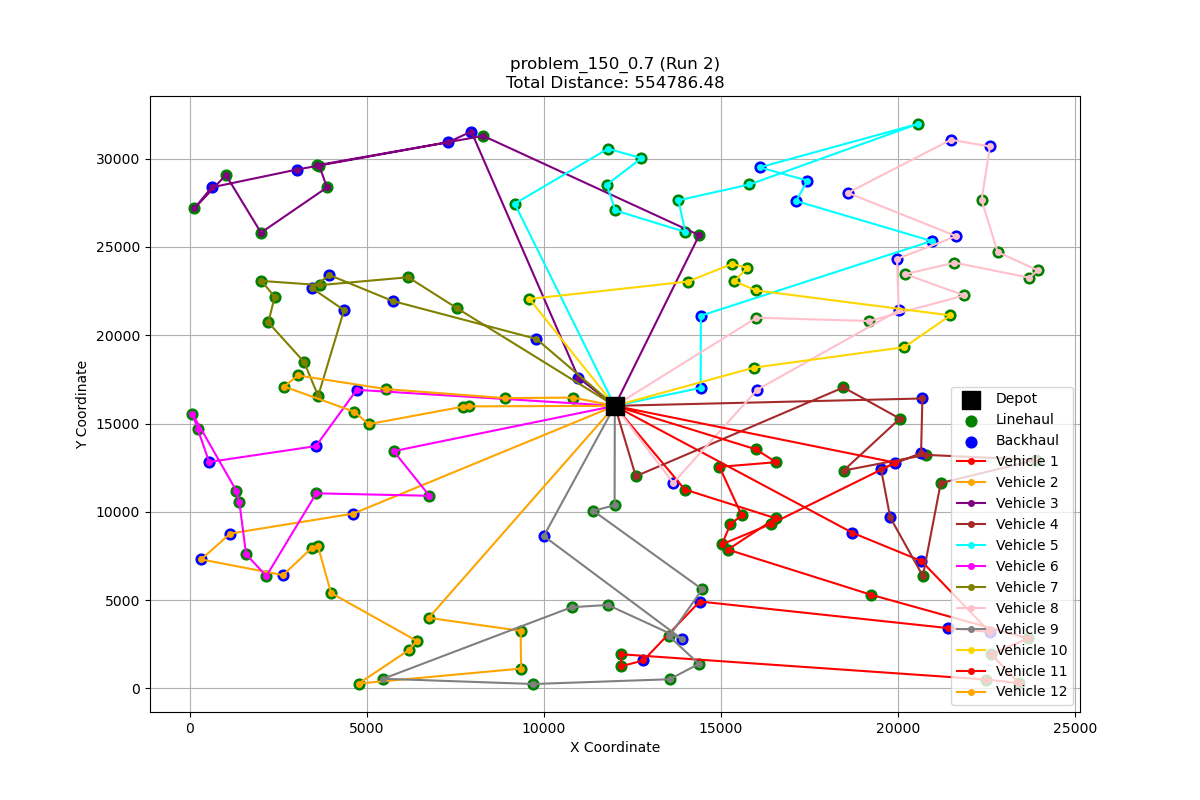 problem_150_0.7 (Run 2)
Total Distance: 554786.48
30000
25000
20000
15000
10000
5000
0
Y Coordinate
0
5000
10000
15000
20000
25000
X Coordinate
Depot
Linehaul
Backhaul
Vehicle 1
Vehicle 2
Vehicle 3
Vehicle 4
Vehicle 5
Vehicle 6
Vehicle 7
Vehicle 8
Vehicle 9
Vehicle 10
Vehicle 11
Vehicle 12